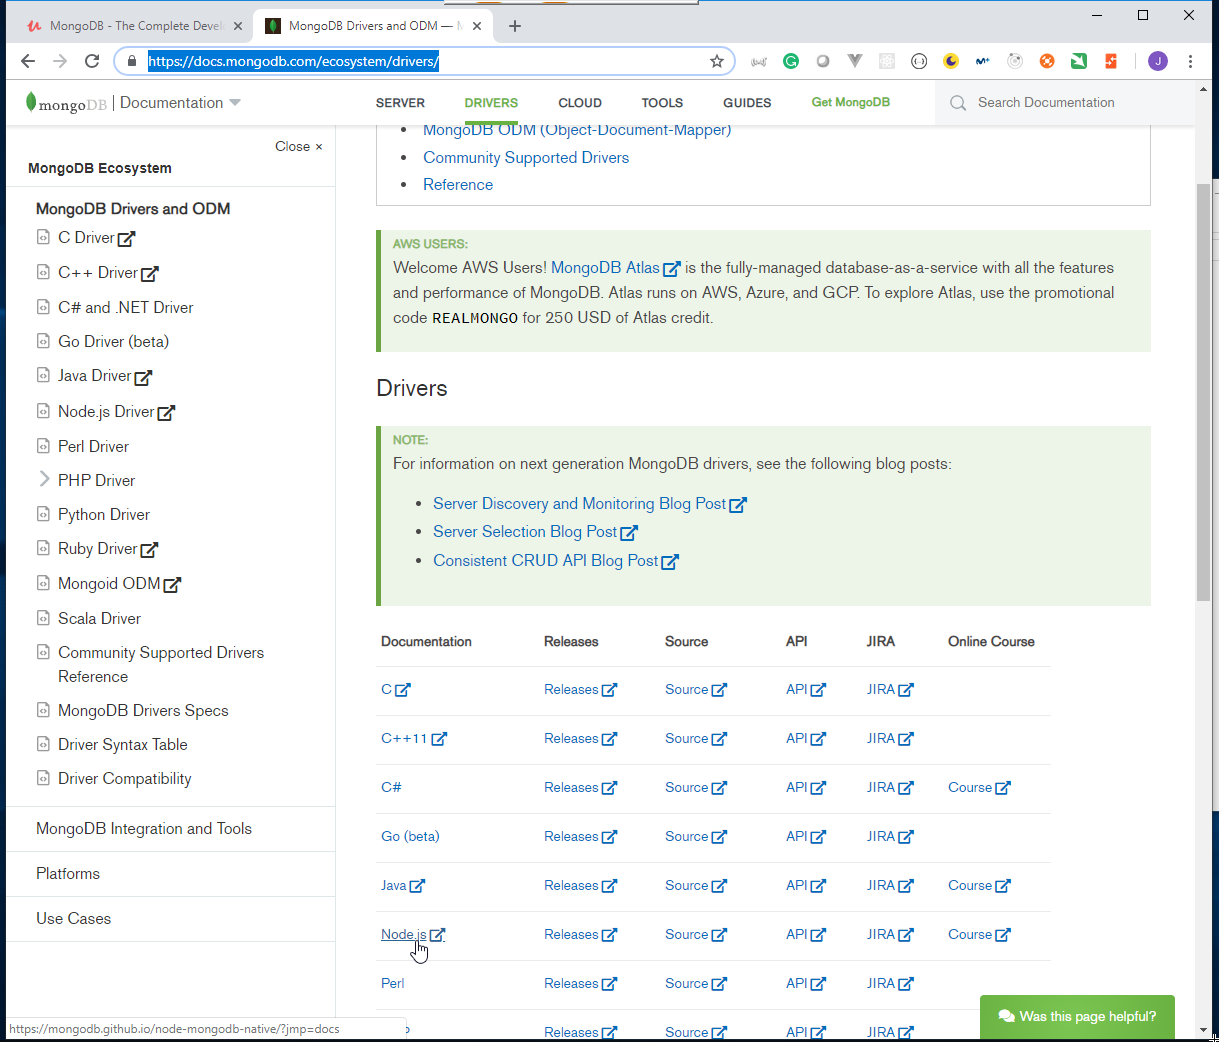 MongoDB - The Complete Devel
MongoDB Drivers and ODM — M
https://docs.mongodb.com/ecosystem/drivers/
J
mongoDB | Documentation
SERVER DRIVERS CLOUD TOOLS GUIDES Get MongoDB
Search Documentation
Close ×
MongoDB Ecosystem
MongoDB Drivers and ODM
C Driver
C++ Driver
C# and .NET Driver
Go Driver (beta)
Java Driver
Node.js Driver
Perl Driver
PHP Driver
Python Driver
Ruby Driver
Mongoid ODM
Scala Driver
Community Supported Drivers
Reference
MongoDB Drivers Specs
Driver Syntax Table
Driver Compatibility
MongoDB Integration and Tools
Platforms
Use Cases
MongoDB ODM (Object-Document-Mapper)
Community Supported Drivers
Reference
AWS USERS:
Welcome AWS Users! MongoDB Atlas is the fully-managed database-as-a-service with all the features
and performance of MongoDB. Atlas runs on AWS, Azure, and GCP. To explore Atlas, use the promotional
code REALMONGO for 250 USD of Atlas credit.
Drivers
NOTE:
For information on next generation MongoDB drivers, see the following blog posts:
Server Discovery and Monitoring Blog Post
Server Selection Blog Post
Consistent CRUD API Blog Post
Documentation Releases Source API JIRA Online Course
C Releases Source API JIRA
C++11 Releases Source API JIRA
C# Releases Source API JIRA Course
Go (beta) Releases Source API JIRA
Java Releases Source API JIRA Course
Node.js Releases Source API JIRA Course
Perl Releases Source API JIRA
Releases Source API JIRA
Was this page helpful?
https://mongodb.github.io/node-mongodb-native/?jmp=docs